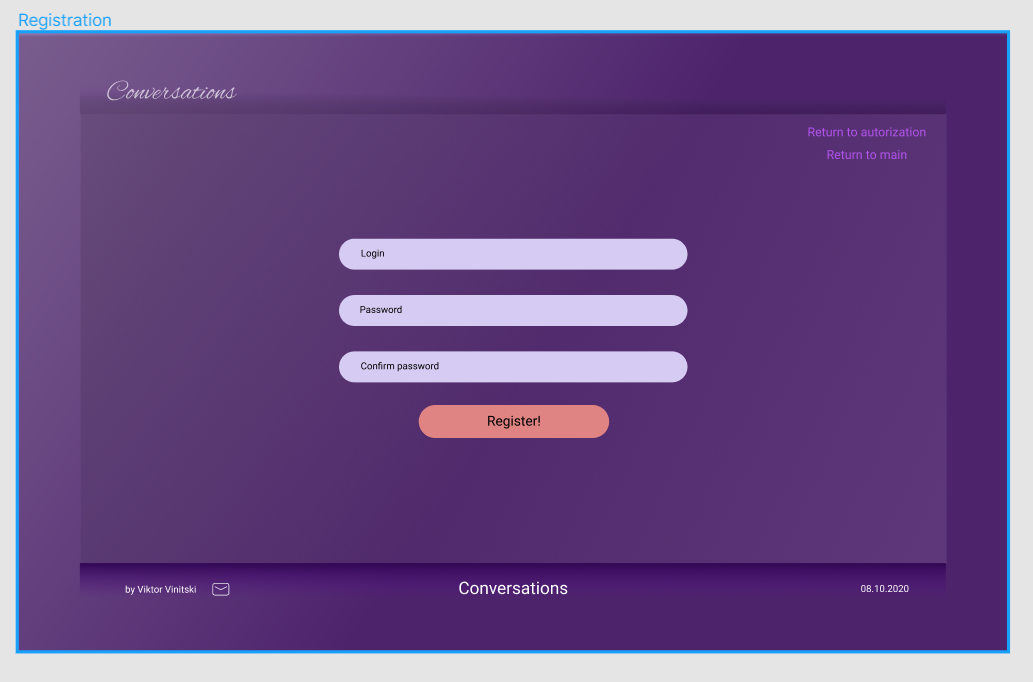 Registration
Conversations
Return to autorization
Return to main
Login
Password
Confirm password
Register!
by Viktor Vinitski
Conversations
08.10.2020